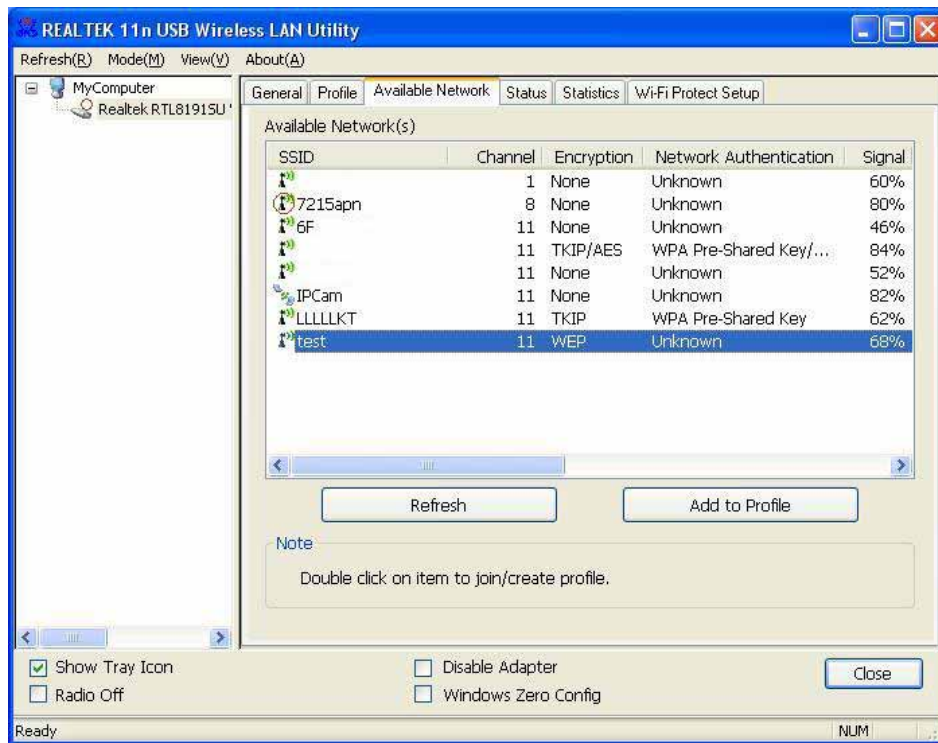 REALTEK 11n USB Wireless LAN Utility
Refresh(R) Mode(M) View(V) About(A)
MyComputer
Realtek RTL8191SU
General Profile Available Network Status Statistics Wi-Fi Protect Setup
Available Network(s)
SSID Channel Encryption Network Authentication Signal
1 None Unknown 60%
7215apn 8 None Unknown 80%
6F 11 None Unknown 46%
11 TKIP/AES WPA Pre-Shared Key/... 84%
11 None Unknown 52%
IPCam 11 None Unknown 82%
LLLLLKT 11 TKIP WPA Pre-Shared Key 62%
test 11 WEP Unknown 68%
Refresh Add to Profile
Note
Double click on item to join/create profile.
Show Tray Icon Disable Adapter Close
Radio Off Windows Zero Config
Ready NUM